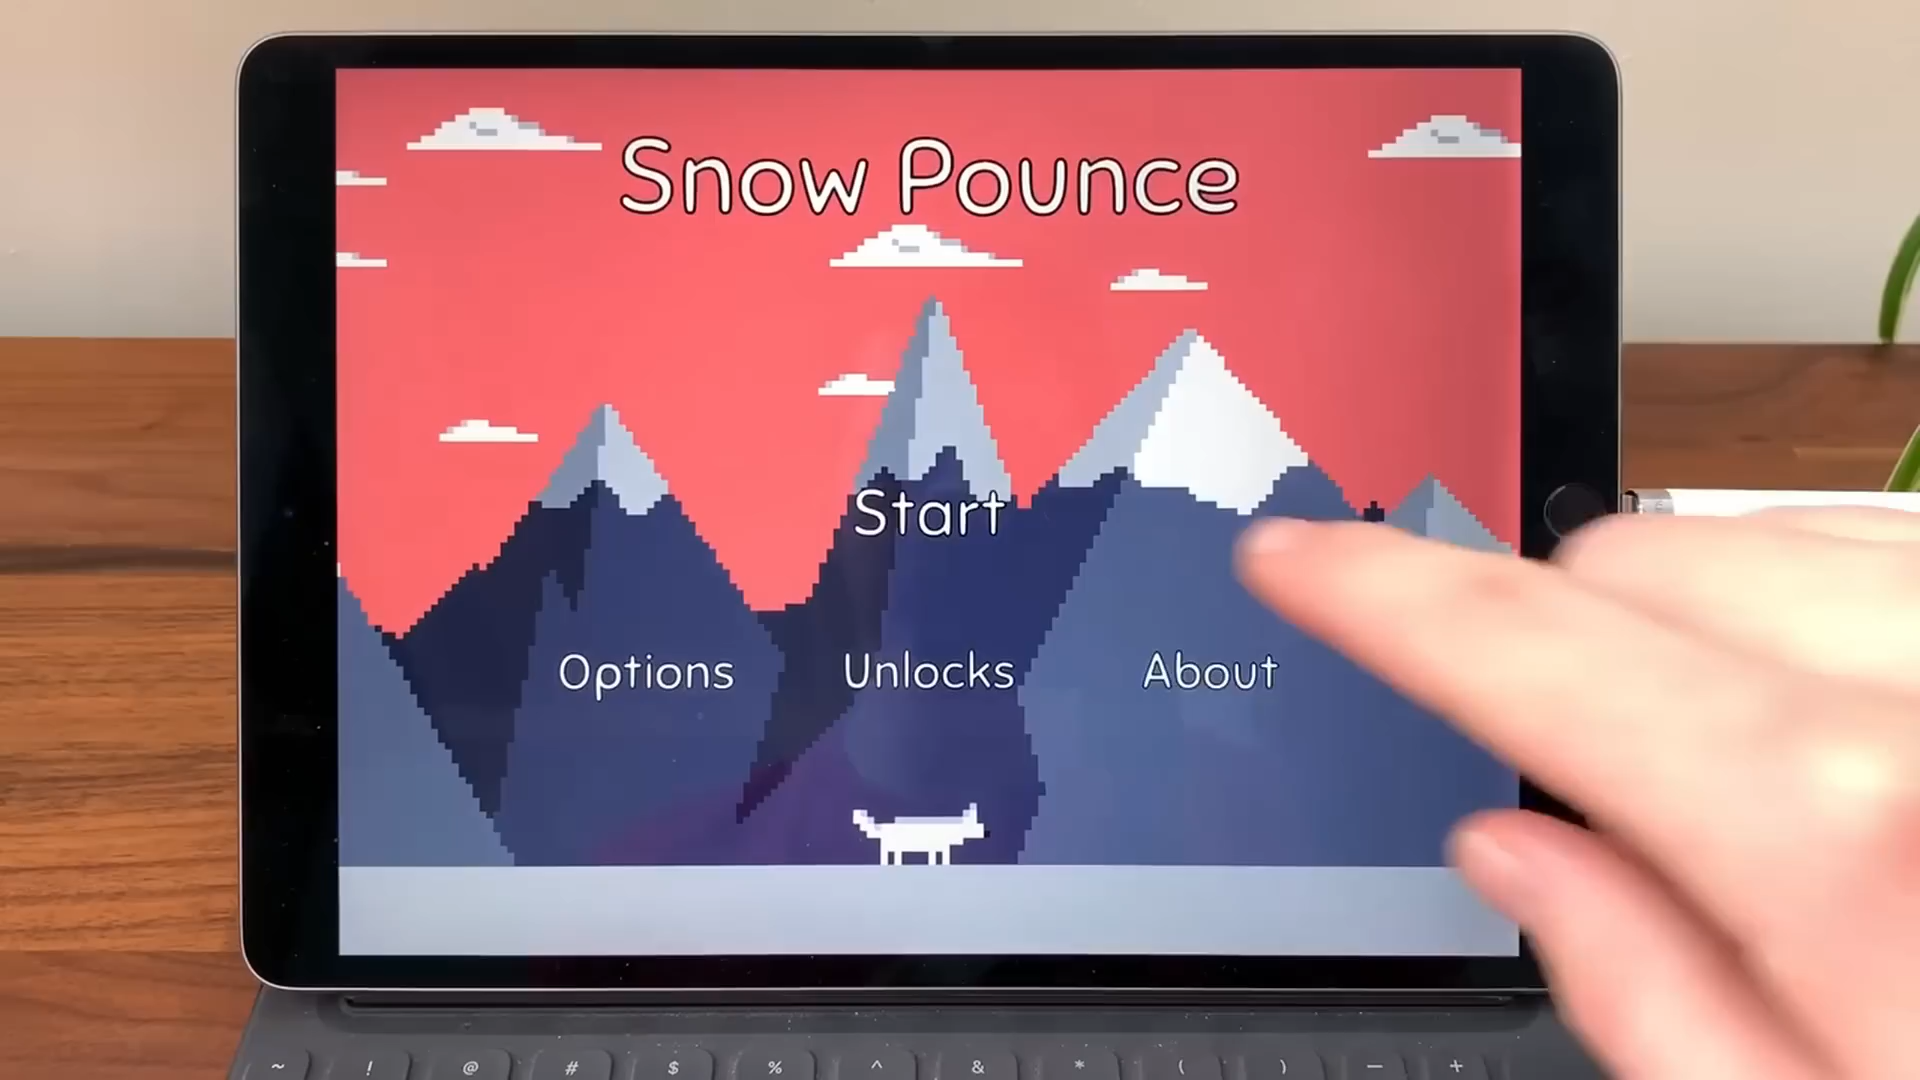 Snow Pounce
Start
Options Unlocks About
~ ! @ # $ % ^ & * ( ) — +